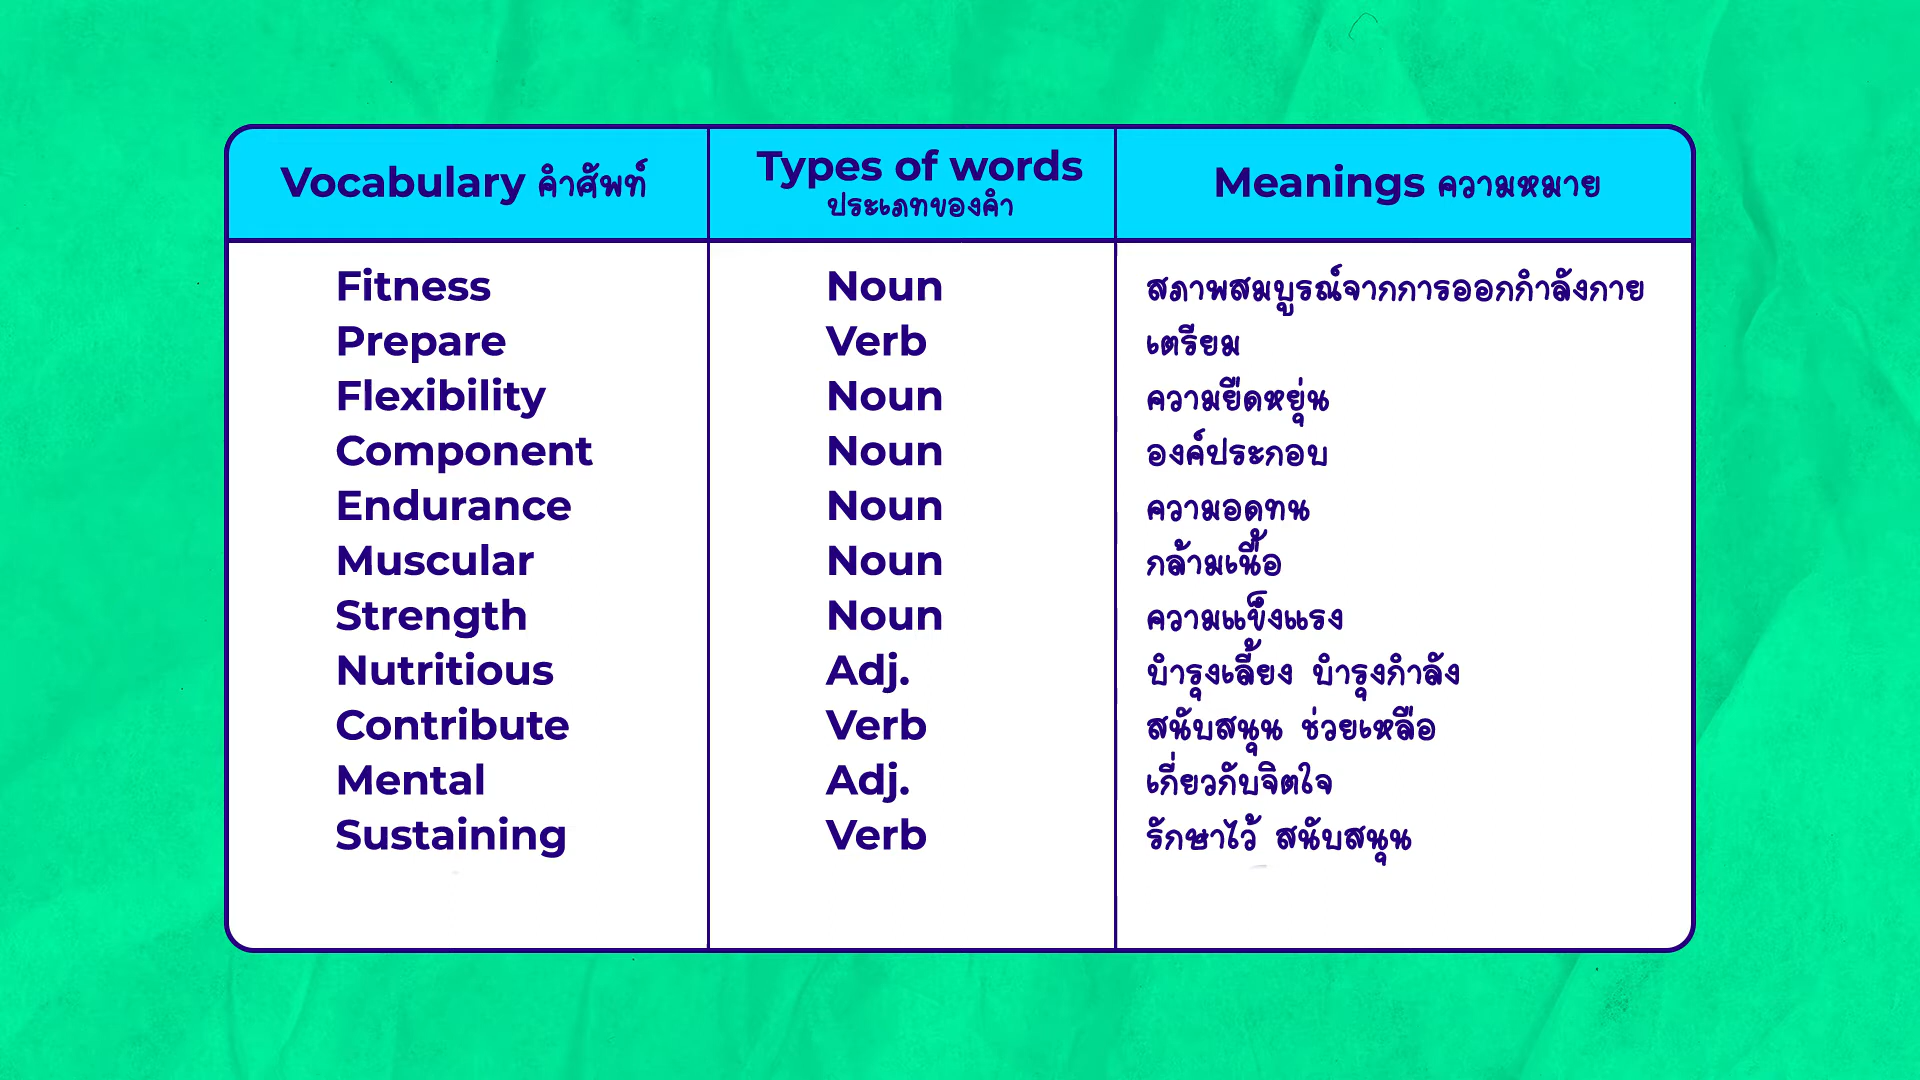 Vocabulary คำศัพท์
Types of words
ประเภทของคำ
Meanings ความหมาย
Fitness Noun สภาพสมบูรณ์จากการออกกำลังกาย
Prepare Verb เตรียม
Flexibility Noun ความยืดหยุ่น
Component Noun องค์ประกอบ
Endurance Noun ความอดทน
Muscular Noun กล้ามเนื้อ
Strength Noun ความแข็งแรง
Nutritious Adj. บำรุงเลี้ยง บำรุงกำลัง
Contribute Verb สนับสนุน ช่วยเหลือ
Mental Adj. เกี่ยวกับจิตใจ
Sustaining Verb รักษาไว้ สนับสนุน